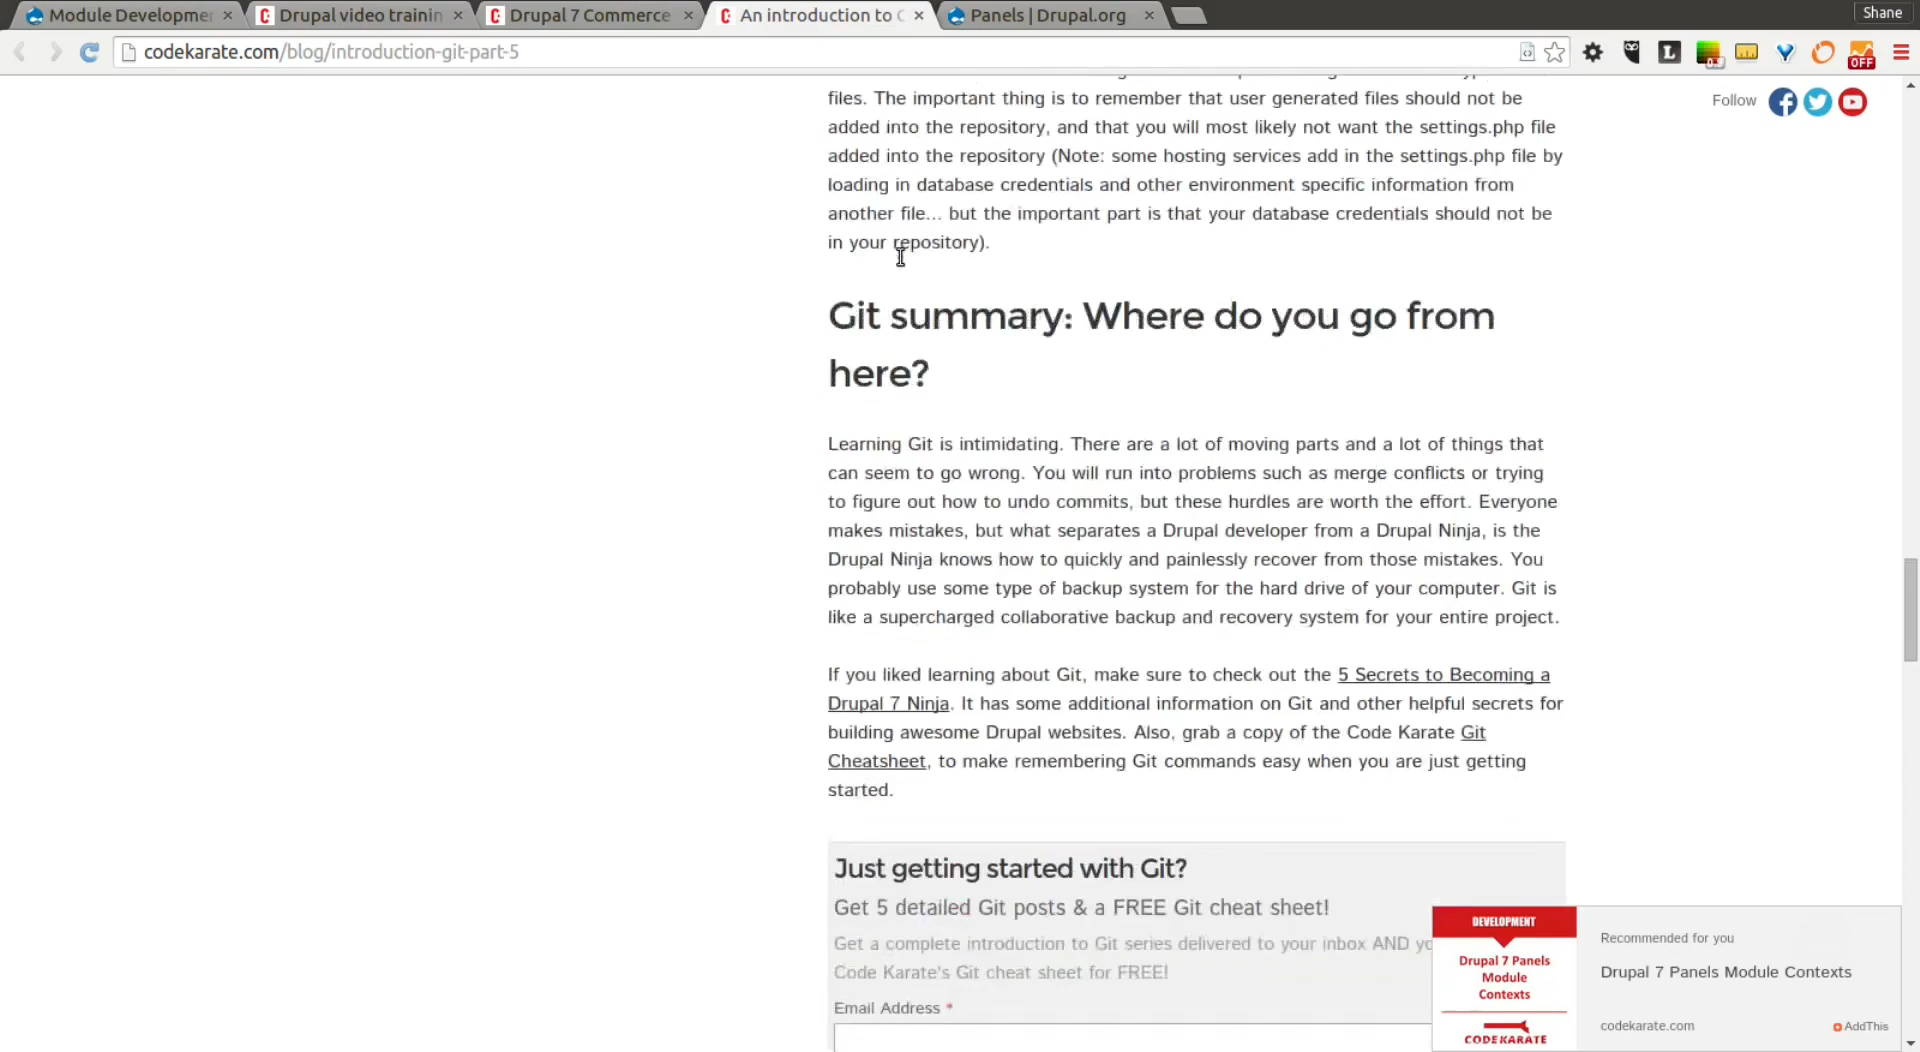 Module Developme
Drupal video trainin
Drupal 7 Commerce
An introduction to
Panels | Drupal.org
Shane
codekarate.com/blog/introduction-git-part-5
L
0.3
OFF
Follow
files. The important thing is to remember that user generated files should not be
added into the repository, and that you will most likely not want the settings.php file
added into the repository (Note: some hosting services add in the settings.php file by
loading in database credentials and other environment specific information from
another file... but the important part is that your database credentials should not be
in your repository).
Git summary: Where do you go from
here?
Learning Git is intimidating. There are a lot of moving parts and a lot of things that
can seem to go wrong. You will run into problems such as merge conflicts or trying
to figure out how to undo commits, but these hurdles are worth the effort. Everyone
makes mistakes, but what separates a Drupal developer from a Drupal Ninja, is the
Drupal Ninja knows how to quickly and painlessly recover from those mistakes. You
probably use some type of backup system for the hard drive of your computer. Git is
like a supercharged collaborative backup and recovery system for your entire project.
If you liked learning about Git, make sure to check out the 5 Secrets to Becoming a
Drupal 7 Ninja. It has some additional information on Git and other helpful secrets for
building awesome Drupal websites. Also, grab a copy of the Code Karate Git
Cheatsheet, to make remembering Git commands easy when you are just getting
started.
Just getting started with Git?
Get 5 detailed Git posts & a FREE Git cheat sheet!
Get a complete introduction to Git series delivered to your inbox AND yo
Code Karate's Git cheat sheet for FREE!
Email Address *
DEVELOPMENT
Drupal 7 Panels
Module
Contexts
CODEKARATE
Recommended for you
Drupal 7 Panels Module Contexts
codekarate.com
AddThis